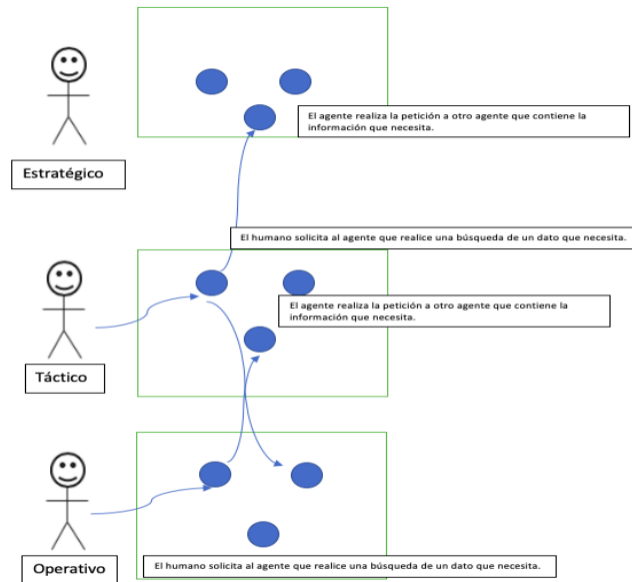 El agente realiza la petición a otro agente que contiene la
información que necesita.
Estratégico
El humano solicita al agente que realice una búsqueda de un dato que necesita.
El agente realiza la petición a otro agente que contiene la
información que necesita.
Táctico
El humano solicita al agente que realice una búsqueda de un dato que necesita.
Operativo